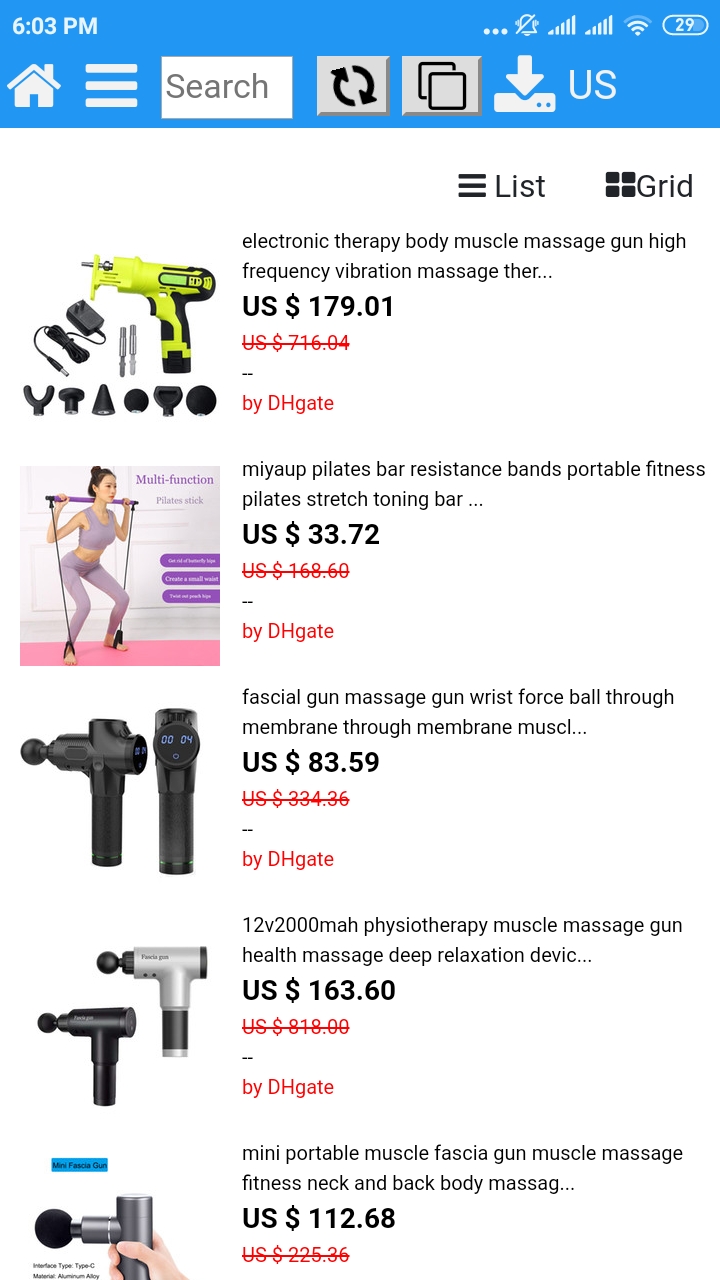 6:03 PM
29
Search
US
List
Grid
electronic therapy body muscle massage gun high
frequency vibration massage ther...
US $ 179.01
US $ 716.04
--
by DHgate
Multi-function
Pilates stick
Get rid of butterfly hips
Create a small waist
Twist out peach hips
miyaup pilates bar resistance bands portable fitness
pilates stretch toning bar ...
US $ 33.72
US $ 168.60
--
by DHgate
00 04
fascial gun massage gun wrist force ball through
membrane through membrane muscl...
US $ 83.59
US $ 334.36
--
by DHgate
Fascia gun
Fascia gun
12v2000mah physiotherapy muscle massage gun
health massage deep relaxation devic...
US $ 163.60
US $ 818.00
--
by DHgate
Mini Fascia Gun
Interface Type: Type-C
Material: Aluminum Alloy
mini portable muscle fascia gun muscle massage
fitness neck and back body massag...
US $ 112.68
US $ 225.36